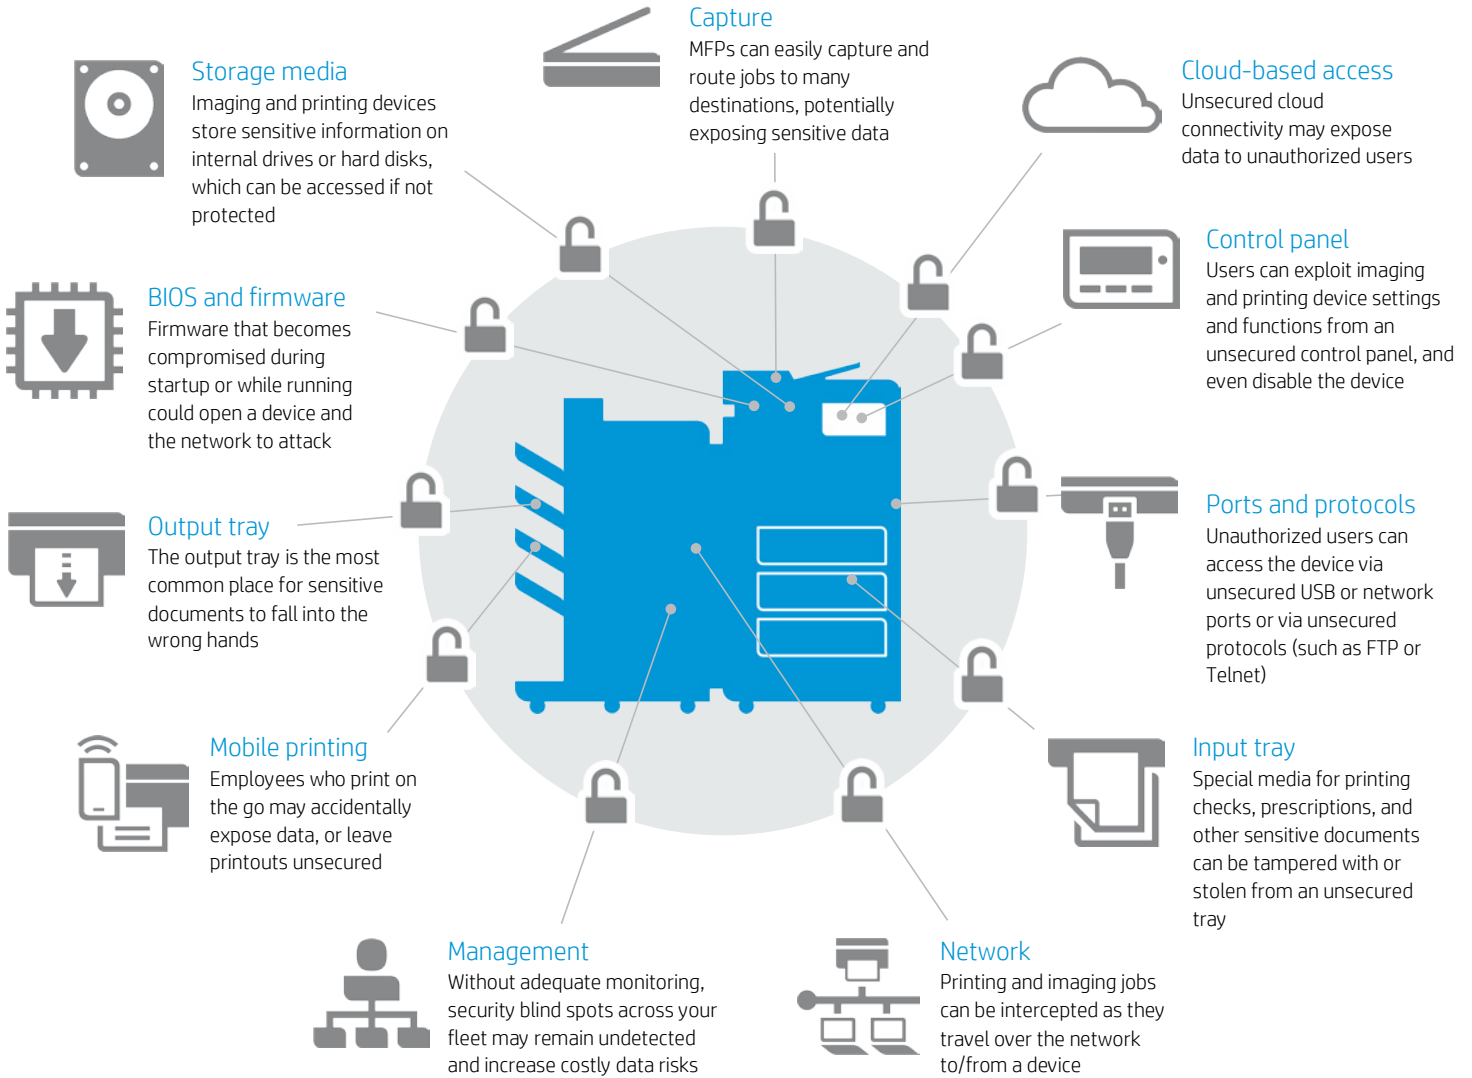 Capture
MFPs can easily capture and
route jobs to many
destinations, potentially
exposing sensitive data
Storage media
Imaging and printing devices
store sensitive information on
internal drives or hard disks,
which can be accessed if not
protected
Cloud-based access
Unsecured cloud
connectivity may expose
data to unauthorized users
Control panel
Users can exploit imaging
and printing device settings
and functions from an
unsecured control panel, and
even disable the device
BIOS and firmware
Firmware that becomes
compromised during
startup or while running
could open a device and
the network to attack
Ports and protocols
Unauthorized users can
access the device via
unsecured USB or network
ports or via unsecured
protocols (such as FTP or
Telnet)
Output tray
The output tray is the most
common place for sensitive
documents to fall into the
wrong hands
Mobile printing
Employees who print on
the go may accidentally
expose data, or leave
printouts unsecured
Input tray
Special media for printing
checks, prescriptions, and
other sensitive documents
can be tampered with or
stolen from an unsecured
tray
Management
Without adequate monitoring,
security blind spots across your
fleet may remain undetected
and increase costly data risks
Network
Printing and imaging jobs
can be intercepted as they
travel over the network
to/from a device